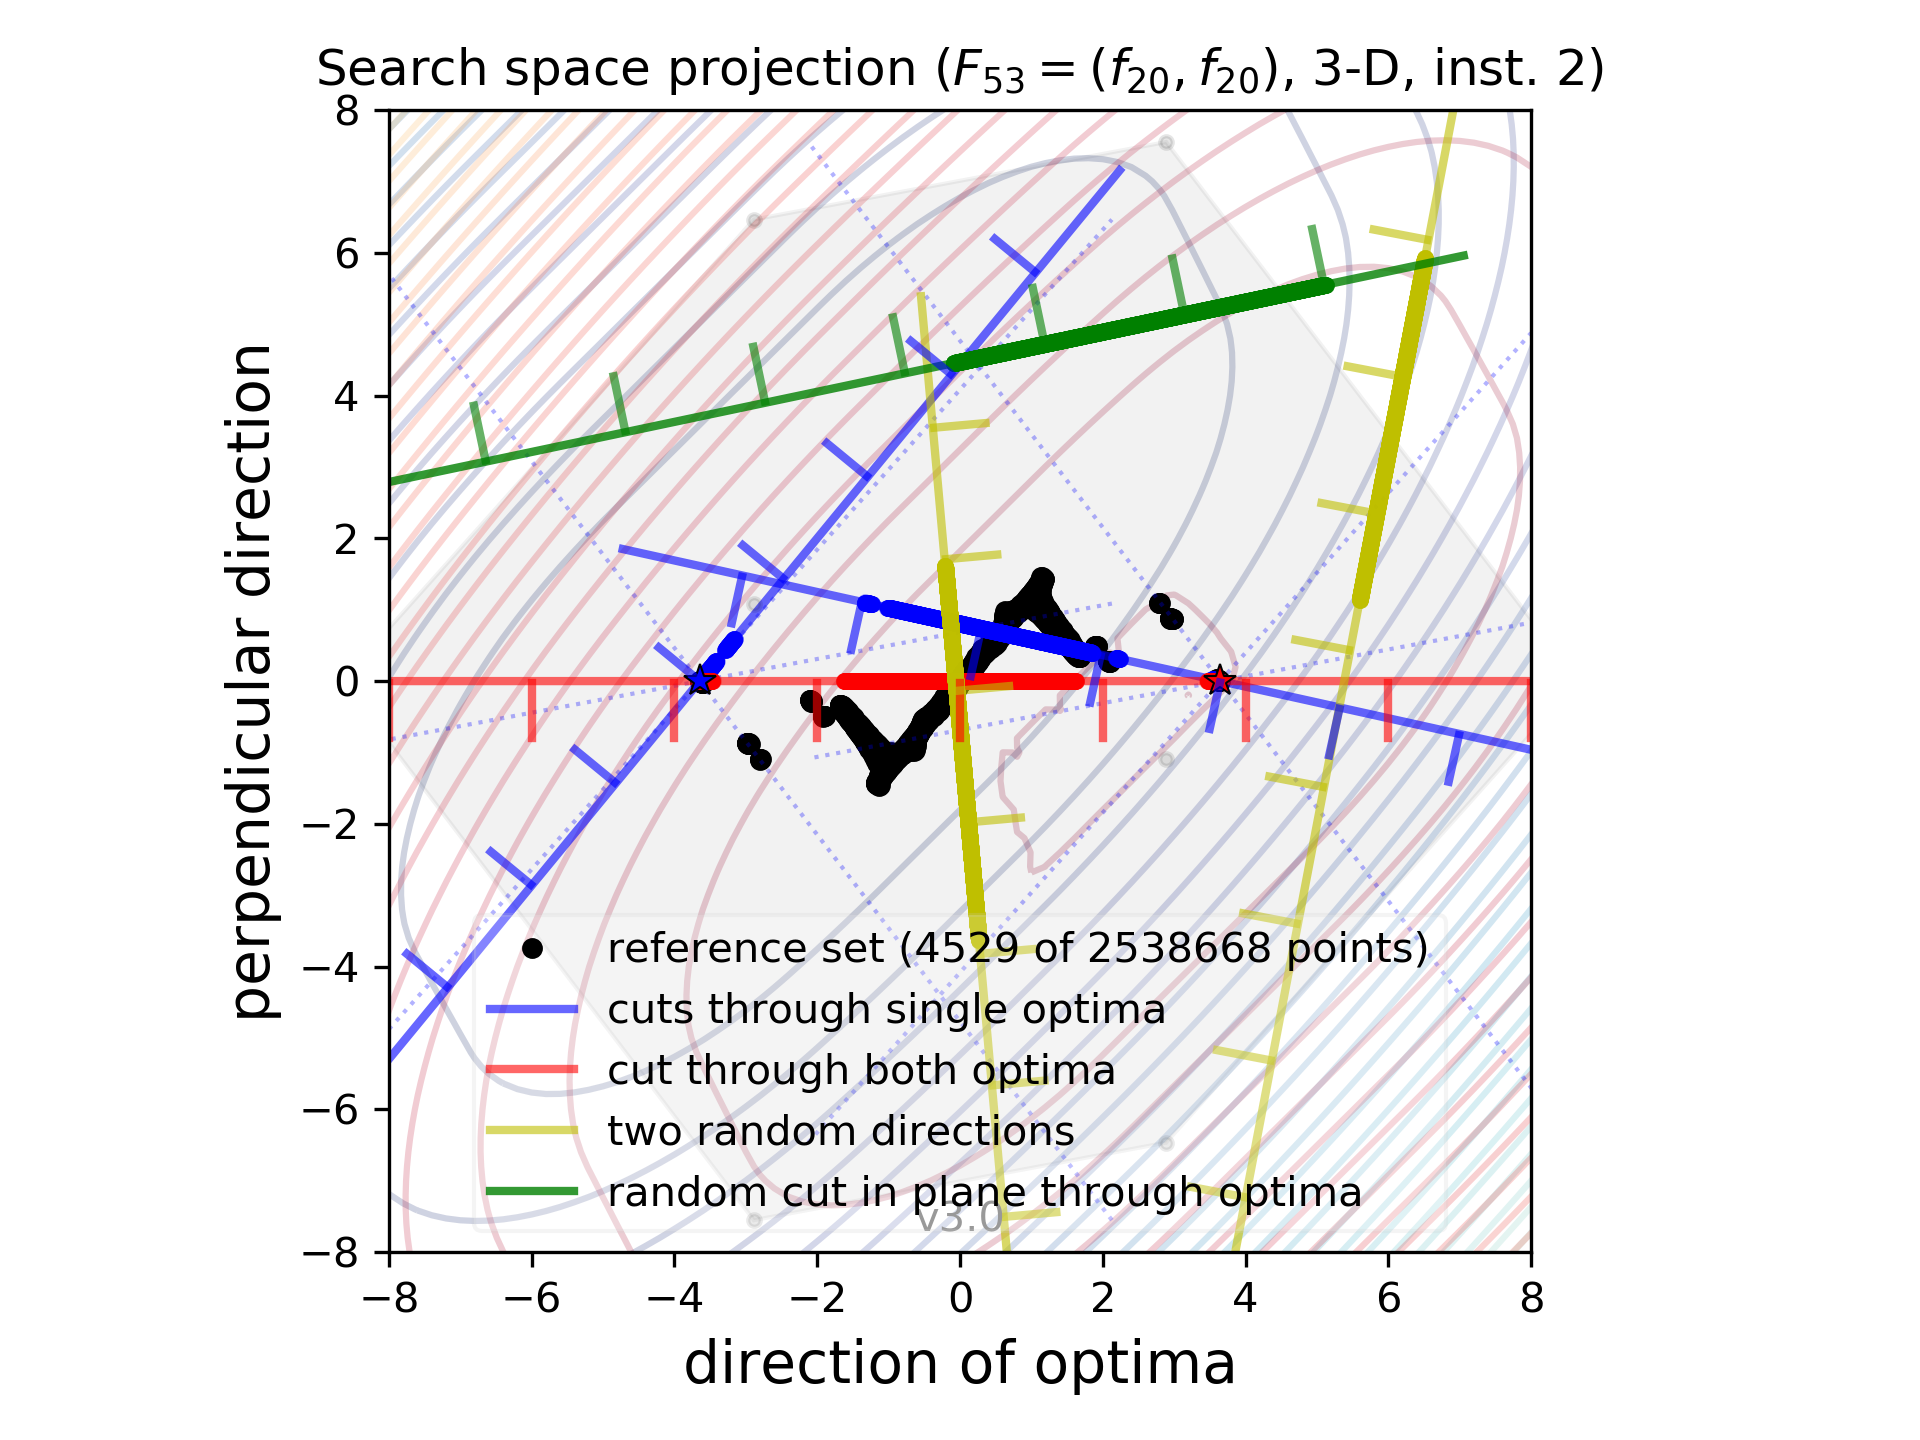 Search space projection (F53 = (f20, f20), 3-D, inst. 2)
8
6
4
2
0
−2
−4
−6
−8
perpendicular direction
reference set (4529 of 2538668 points)
cuts through single optima
cut through both optima
two random directions
random cut in plane through optima
v3.0
−8 −6 −4 −2 0 2 4 6 8
direction of optima